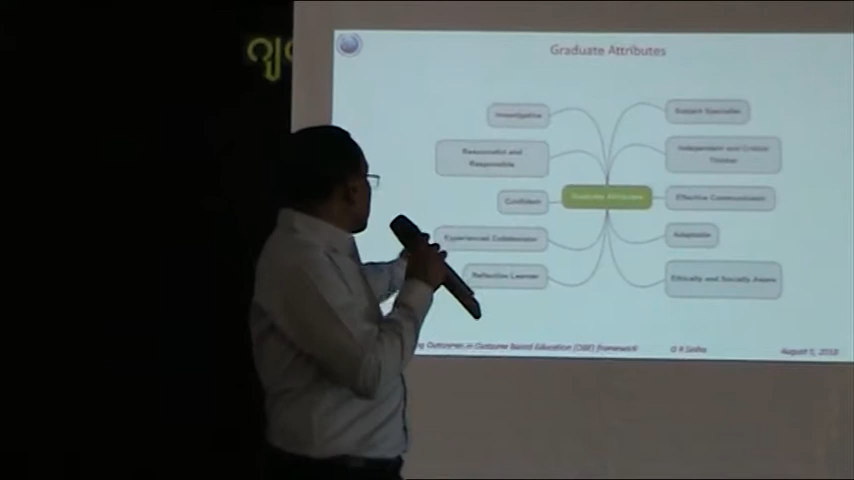 Graduate Attributes
Investigative
Subject Specialist
Resourceful and
Responsible
Independent and Critical
Thinker
Confident
Graduate Attributes
Effective Communicator
Experienced Collaborator
Adaptable
Reflective Learner
Ethically and Socially Aware
Outcomes in Outcome Based Education (OBE) framework
August 5, 2018